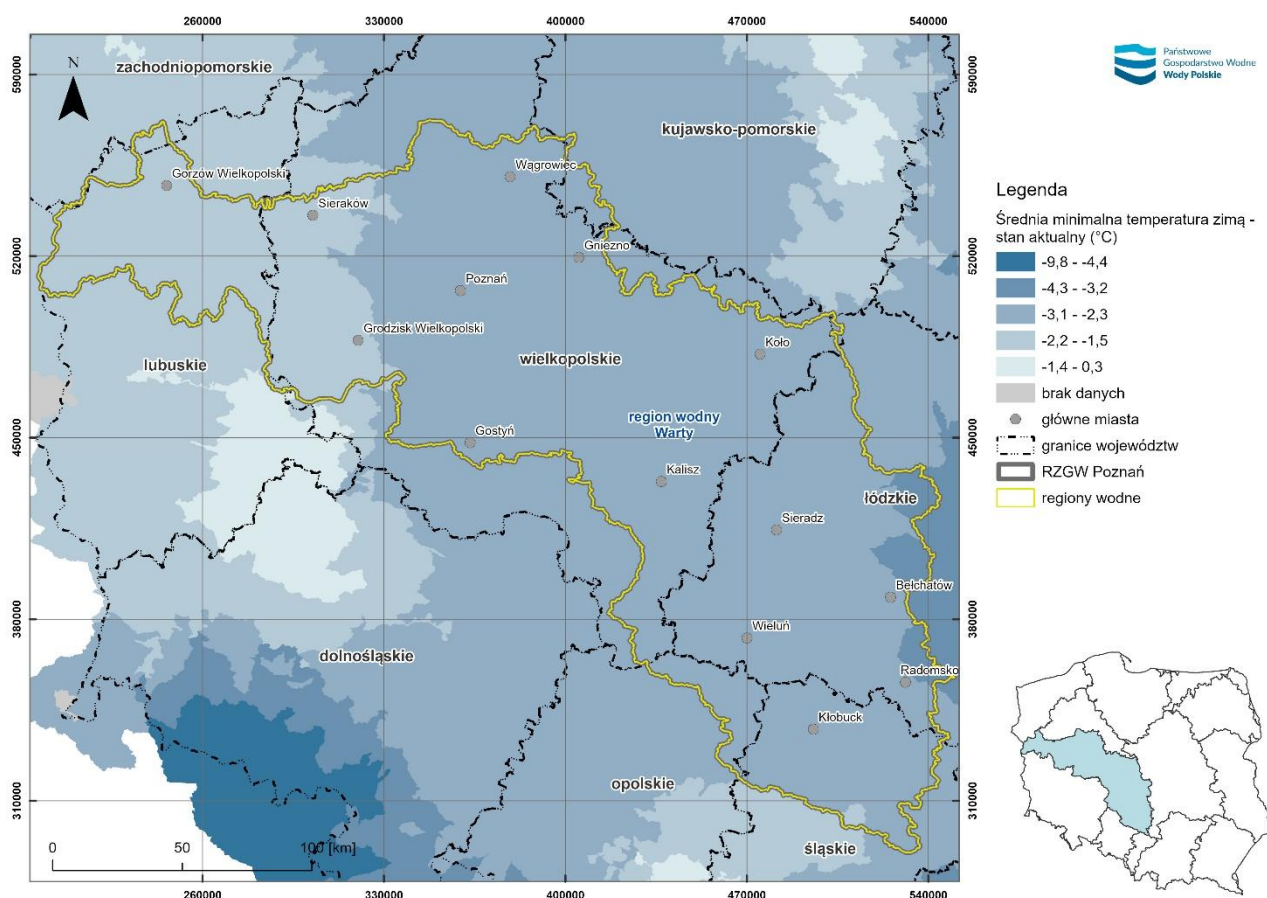 260000 330000 400000 470000 540000
590000 590000
N
zachodniopomorskie
kujawsko-pomorskie
Wągrowiec
Gorzów Wielkopolski
Sieraków
520000 520000
Gniezno
Poznań
Grodzisk Wielkopolski
Koło
lubuskie
wielkopolskie
region wodny
Warty
450000 450000
Gostyń
Kalisz
łódzkie
Sieradz
Bełchatów
380000 380000
Wieluń
dolnośląskie
Radomsko
Kłobuck
opolskie
310000 310000
śląskie
0 50 100 [km]
260000 330000 400000 470000 540000
Państwowe
Gospodarstwo Wodne
Wody Polskie
Legenda
Średnia minimalna temperatura zimą -
stan aktualny (°C)
-9,8 - -4,4
-4,3 - -3,2
-3,1 - -2,3
-2,2 - -1,5
-1,4 - 0,3
brak danych
główne miasta
granice województw
RZGW Poznań
regiony wodne